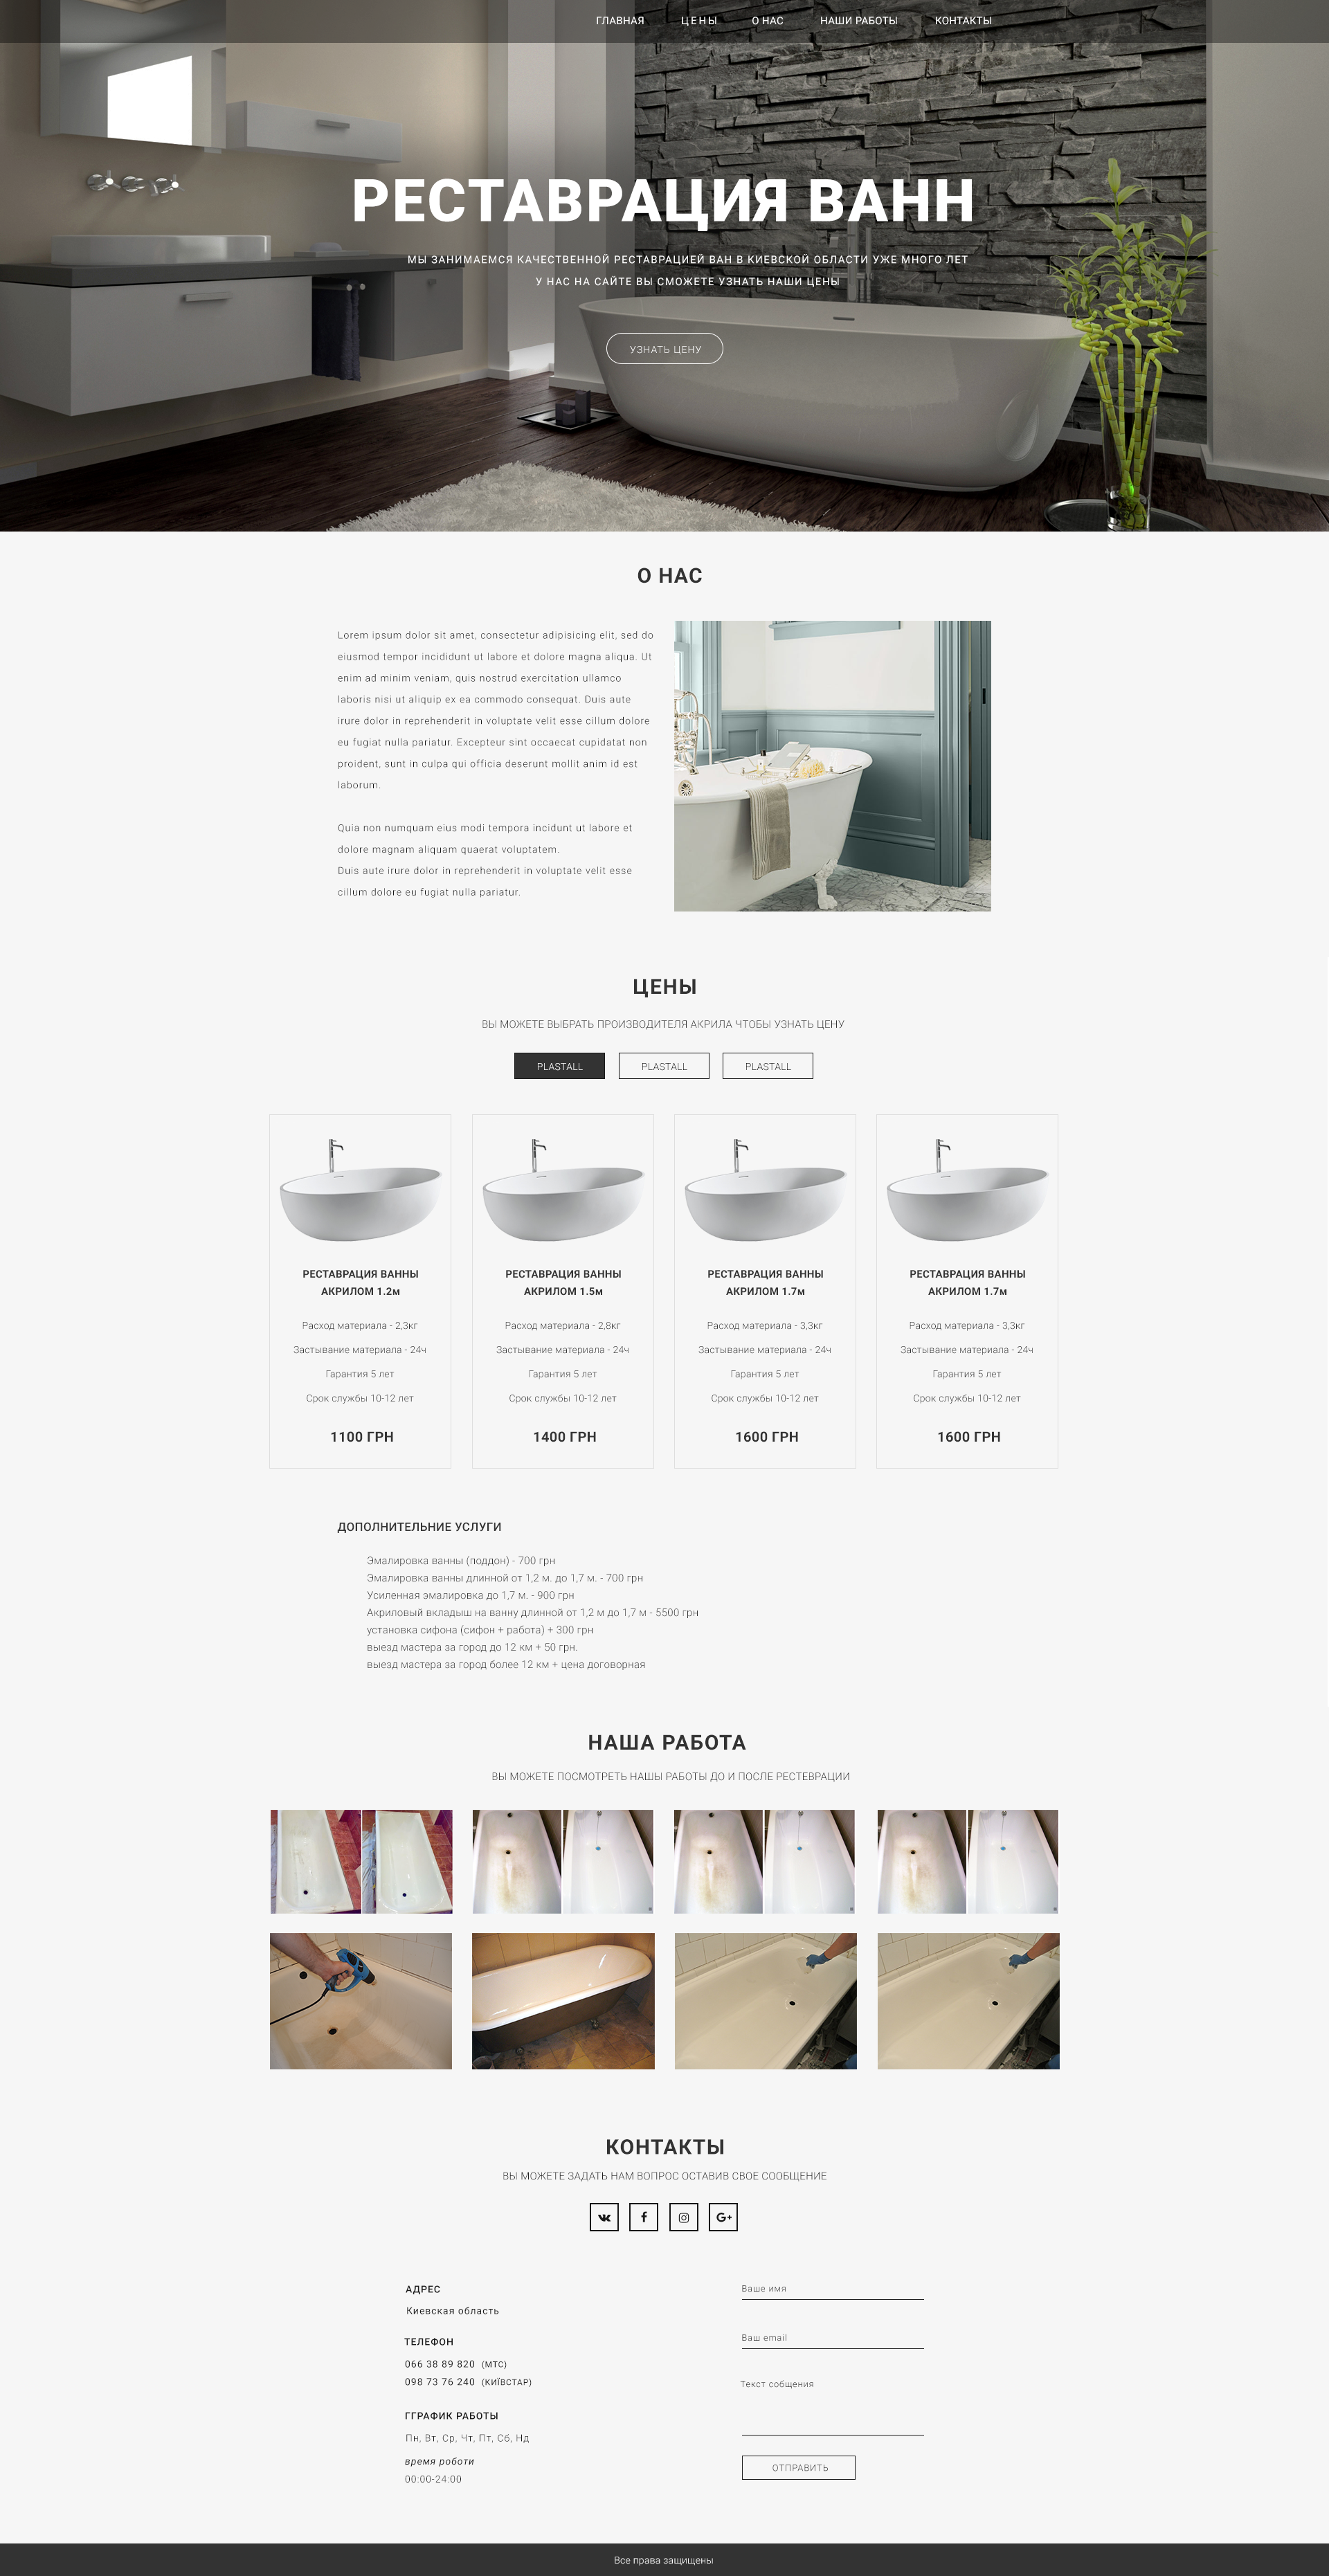 ГЛАВНАЯ ЦЕНЫ О НАС НАШИ РАБОТЫ КОНТАКТЫ
РЕСТАВРАЦИЯ ВАНН
МЫ ЗАНИМАЕМСЯ КАЧЕСТВЕННОЙ РЕСТАВРАЦИЕЙ ВАН В КИЕВСКОЙ ОБЛАСТИ УЖЕ МНОГО ЛЕТ
У НАС НА САЙТЕ ВЫ СМОЖЕТЕ УЗНАТЬ НАШИ ЦЕНЫ
УЗНАТЬ ЦЕНУ
О НАС
Lorem ipsum dolor sit amet, consectetur adipisicing elit, sed do
eiusmod tempor incididunt ut labore et dolore magna aliqua. Ut
enim ad minim veniam, quis nostrud exercitation ullamco
laboris nisi ut aliquip ex ea commodo consequat. Duis aute
irure dolor in reprehenderit in voluptate velit esse cillum dolore
eu fugiat nulla pariatur. Excepteur sint occaecat cupidatat non
proident, sunt in culpa qui officia deserunt mollit anim id est
laborum.
Quia non numquam eius modi tempora incidunt ut labore et
dolore magnam aliquam quaerat voluptatem.
Duis aute irure dolor in reprehenderit in voluptate velit esse
cillum dolore eu fugiat nulla pariatur.
ЦЕНЫ
ВЫ МОЖЕТЕ ВЫБРАТЬ ПРОИЗВОДИТЕЛЯ АКРИЛА ЧТОБЫ УЗНАТЬ ЦЕНУ
PLASTALL PLASTALL PLASTALL
РЕСТАВРАЦИЯ ВАННЫ
АКРИЛОМ 1.2м
Расход материала - 2,3кг
Застывание материала - 24ч
Гарантия 5 лет
Срок службы 10-12 лет
1100 ГРН
РЕСТАВРАЦИЯ ВАННЫ
АКРИЛОМ 1.5м
Расход материала - 2,8кг
Застывание материала - 24ч
Гарантия 5 лет
Срок службы 10-12 лет
1400 ГРН
РЕСТАВРАЦИЯ ВАННЫ
АКРИЛОМ 1.7м
Расход материала - 3,3кг
Застывание материала - 24ч
Гарантия 5 лет
Срок службы 10-12 лет
1600 ГРН
РЕСТАВРАЦИЯ ВАННЫ
АКРИЛОМ 1.7м
Расход материала - 3,3кг
Застывание материала - 24ч
Гарантия 5 лет
Срок службы 10-12 лет
1600 ГРН
ДОПОЛНИТЕЛЬНИЕ УСЛУГИ
Эмалировка ванны (поддон) - 700 грн
Эмалировка ванны длинной от 1,2 м. до 1,7 м. - 700 грн
Усиленная эмалировка до 1,7 м. - 900 грн
Акриловый вкладыш на ванну длинной от 1,2 м до 1,7 м - 5500 грн
установка сифона (сифон + работа) + 300 грн
выезд мастера за город до 12 км + 50 грн.
выезд мастера за город более 12 км + цена договорная
НАША РАБОТА
ВЫ МОЖЕТЕ ПОСМОТРЕТЬ НАШЫ РАБОТЫ ДО И ПОСЛЕ РЕСТЕВРАЦИИ
КОНТАКТЫ
ВЫ МОЖЕТЕ ЗАДАТЬ НАМ ВОПРОС ОСТАВИВ СВОЕ СООБЩЕНИЕ
АДРЕС
Киевская область
ТЕЛЕФОН
066 38 89 820 (МТС)
098 73 76 240 (КИЇВСТАР)
ГГРАФИК РАБОТЫ
Пн, Вт, Ср, Чт, Пт, Сб, Нд
время роботи
00:00-24:00
Ваше имя
Ваш email
Текст собщения
ОТПРАВИТЬ
Все права защищены